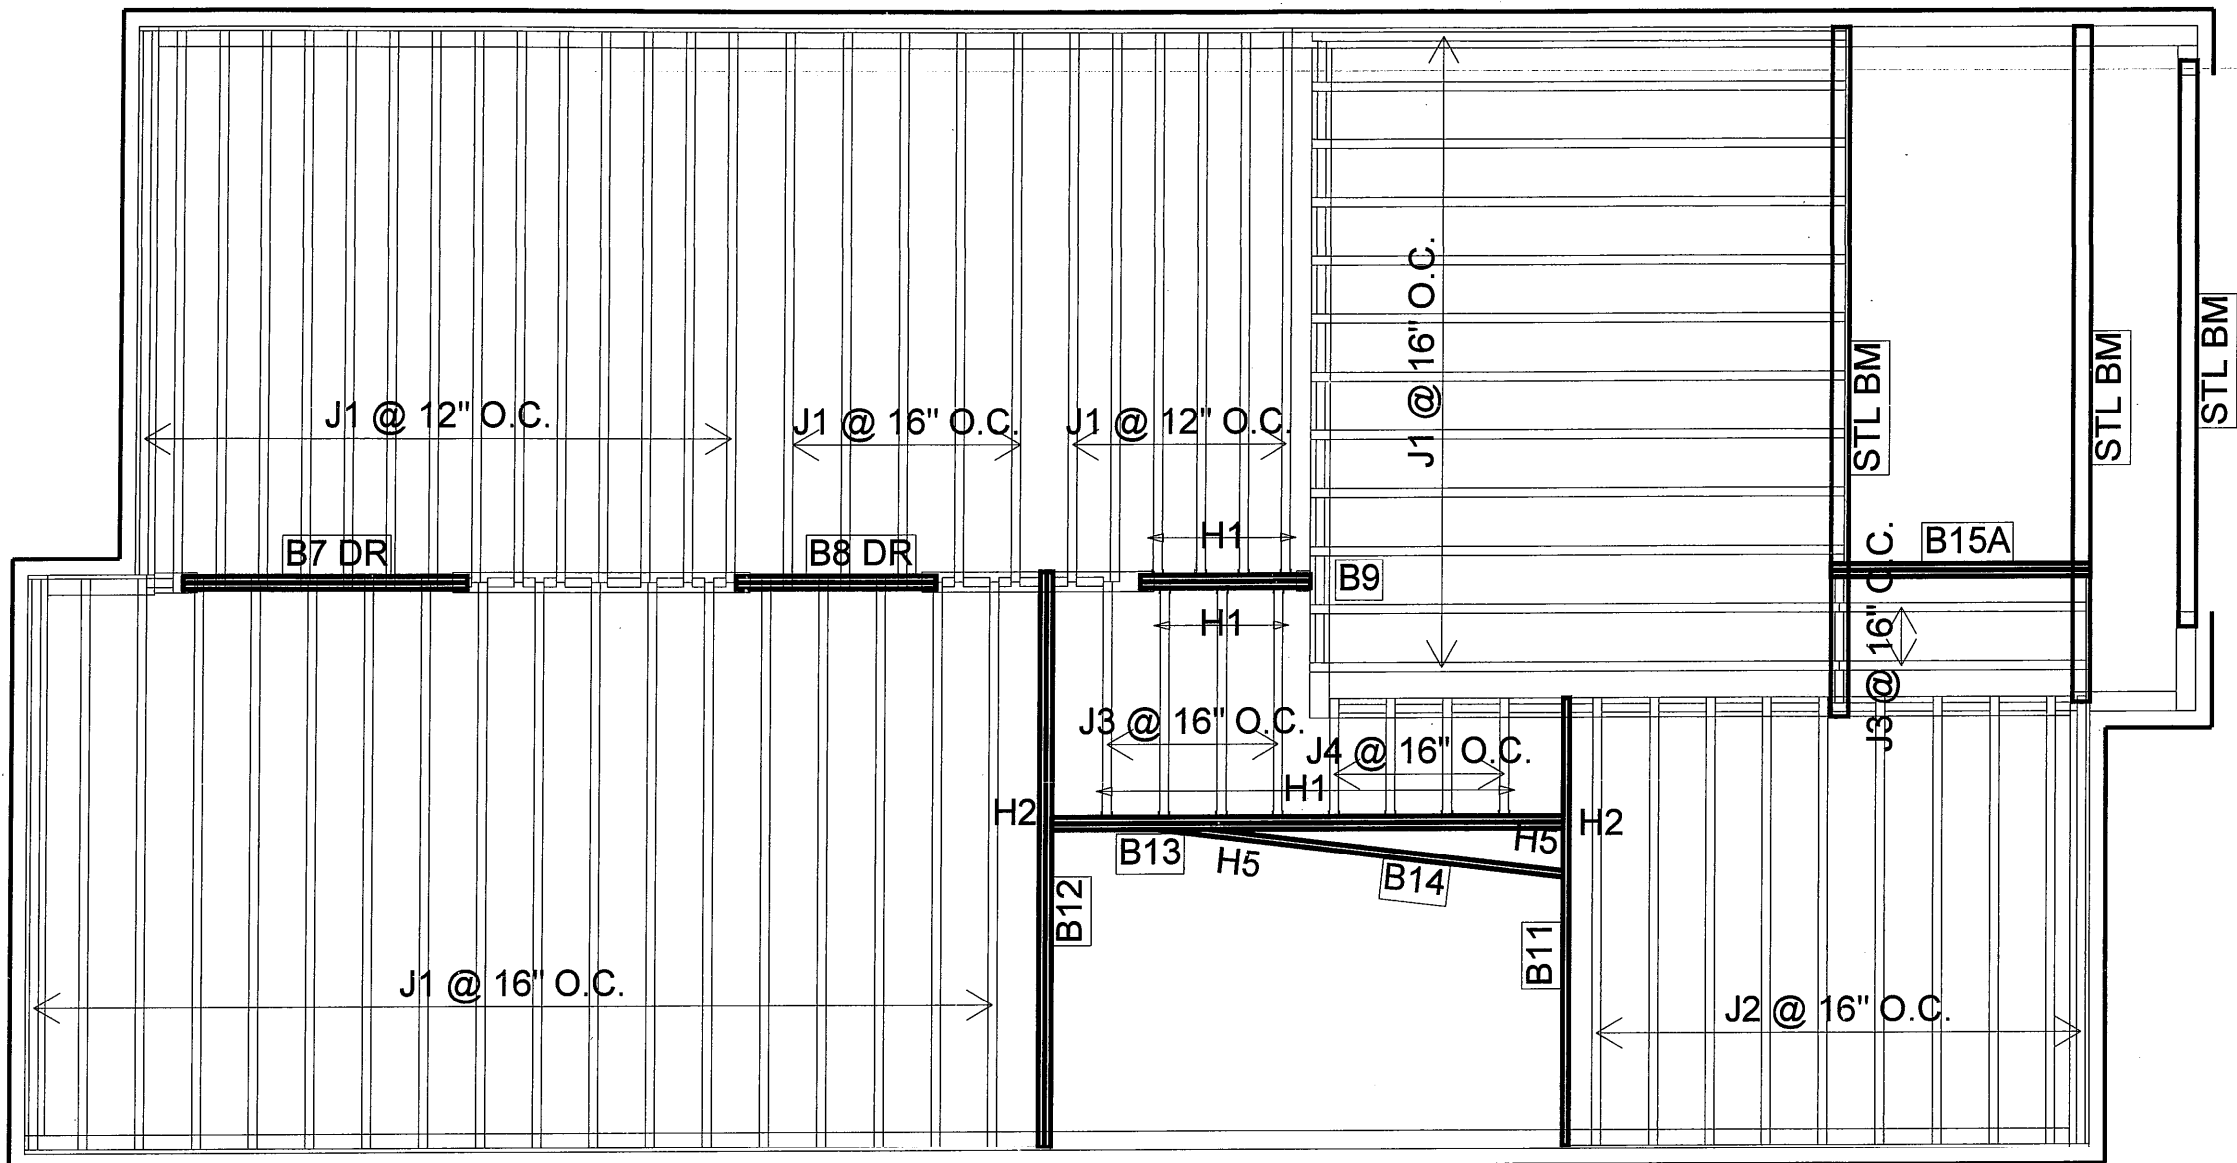 J1 @ 12" O.C.
J1 @ 16" O.C.
J1 @ 12" O.C.
J1 @ 16" O.C.
STL BM
STL BM
STL BM
B7 DR
B8 DR
H1
B9
B15A
H1
J3 @ 16" O.C.
J3 @ 16" O.C.
J4 @ 16" O.C.
H1
H2
H2
B13
H5
H5
B14
B12
B11
J1 @ 16" O.C.
J2 @ 16" O.C.